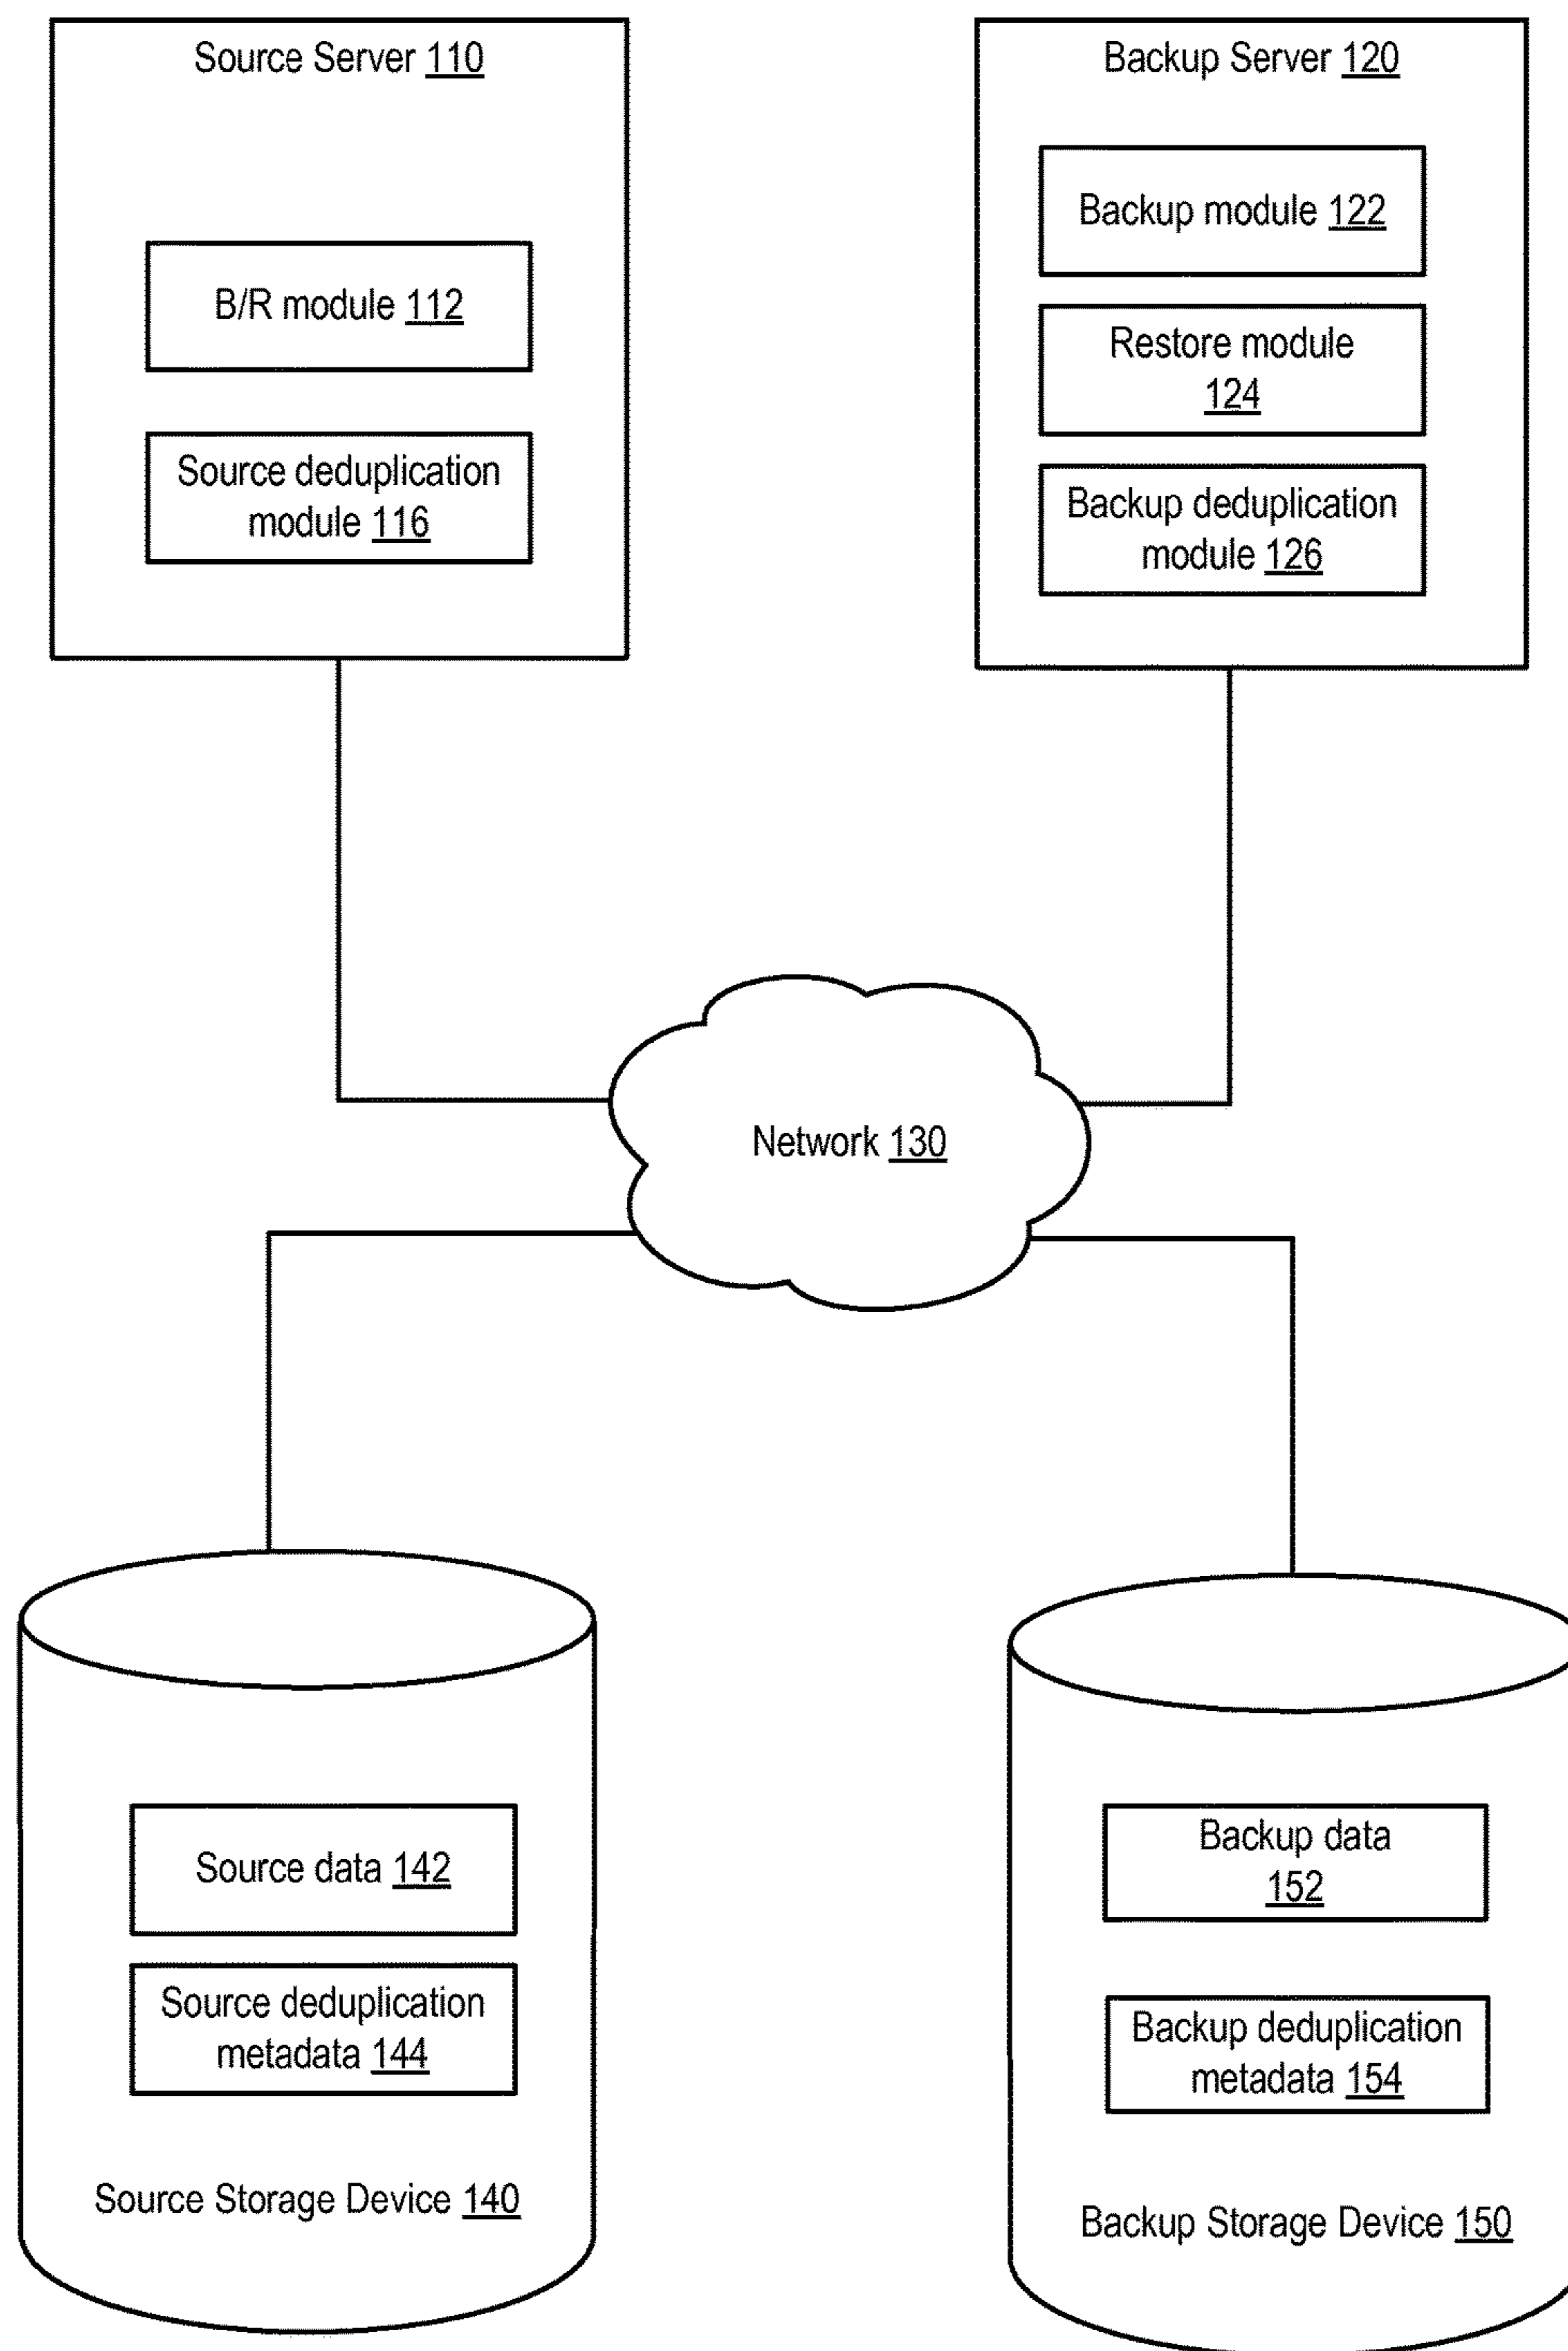 Source Server 110
B/R module 112
Source deduplication
module 116
Backup Server 120
Backup module 122
Restore module
124
Backup deduplication
module 126
Network 130
Source data 142
Source deduplication
metadata 144
Source Storage Device 140
Backup data
152
Backup deduplication
metadata 154
Backup Storage Device 150